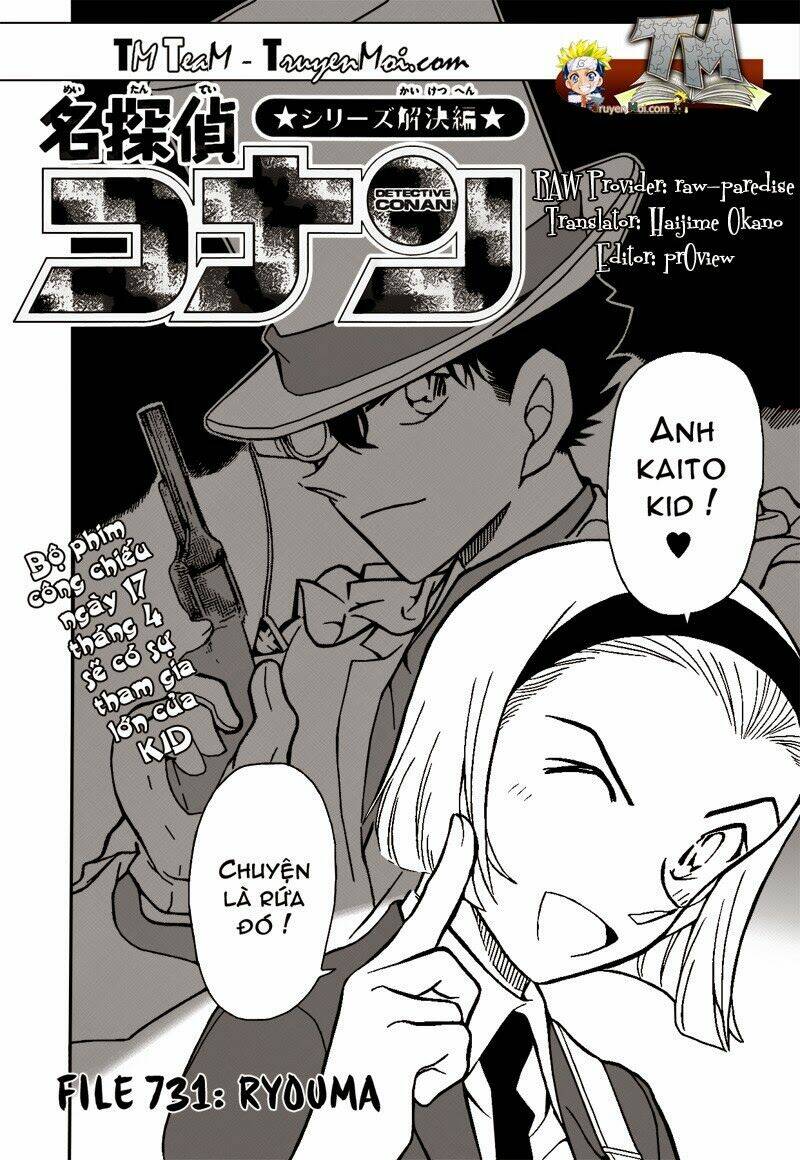 TM TeaM - TruyenMoi.com
TM
TruyenMoi.com
めい たん てい
名探偵
かい けつ へん
★シリーズ解決編★
コナン
DETECTIVE
CONAN
RAW Provider: raw-paredise
Translator: Haijime Okano
Editor: pr0view
ANH
KAITO
KID !
♥
Bộ phim
công chiếu
ngày 17
tháng 4
sẽ có sự
tham gia
lớn của
KID
CHUYỆN
LÀ RỨA
ĐÓ !
FILE 731: RYOUMA